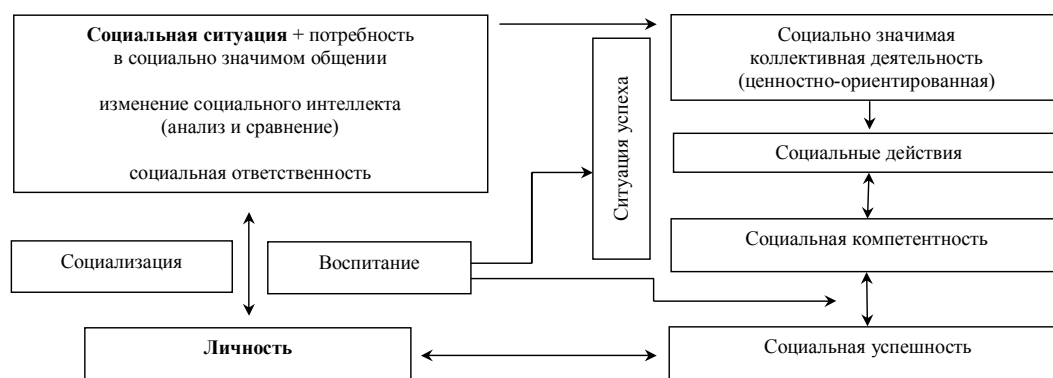 Социальная ситуация + потребность
в социально значимом общении
изменение социального интеллекта
(анализ и сравнение)
социальная ответственность
Ситуация успеха
Социально значимая
коллективная деятельность
(ценностно-ориентированная)
Социальные действия
Социальная компетентность
Социализация
Воспитание
Личность
Социальная успешность